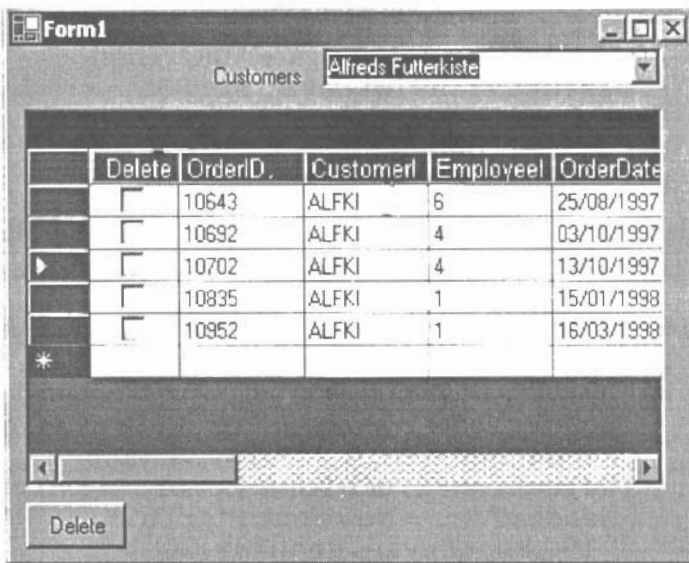 Form1
Customers Alfreds Futterkiste
Delete OrderID. CustomerI EmployeeI OrderDate
10643 ALFKI 6 25/08/1997
10692 ALFKI 4 03/10/1997
10702 ALFKI 4 13/10/1997
10835 ALFKI 1 15/01/1998
10952 ALFKI 1 16/03/1998
Delete